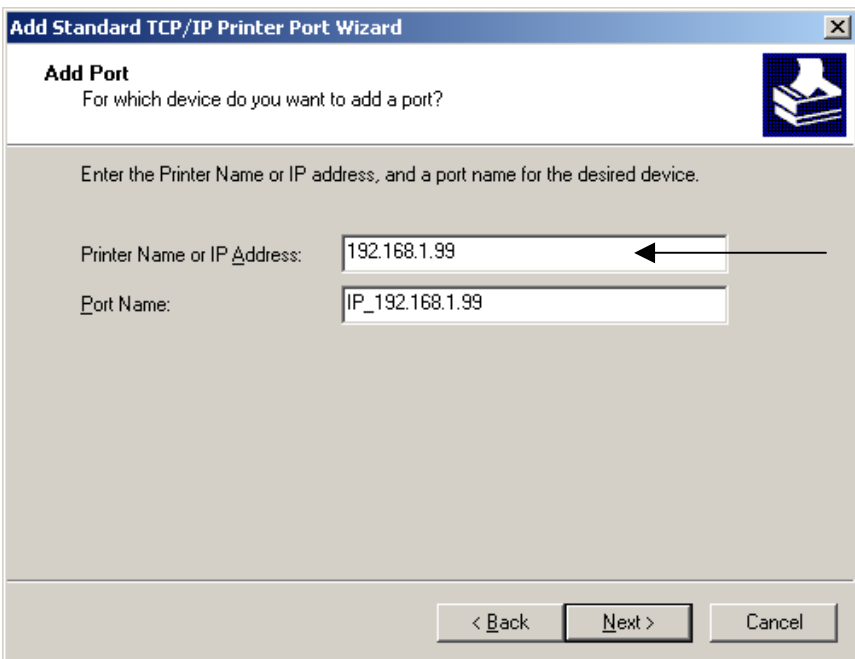 Add Standard TCP/IP Printer Port Wizard
Add Port
For which device do you want to add a port?
Enter the Printer Name or IP address, and a port name for the desired device.
Printer Name or IP Address: 192.168.1.99
Port Name: IP_192.168.1.99
< Back Next > Cancel